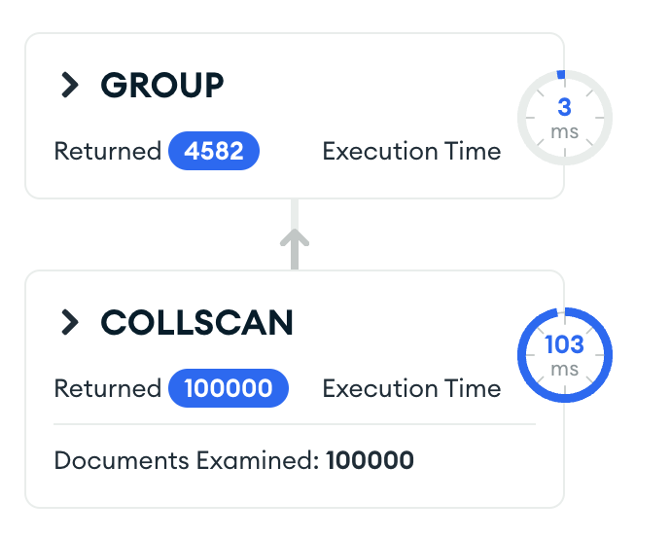 GROUP
3
ms
Returned 4582 Execution Time
COLLSCAN
103
ms
Returned 100000 Execution Time
Documents Examined: 100000